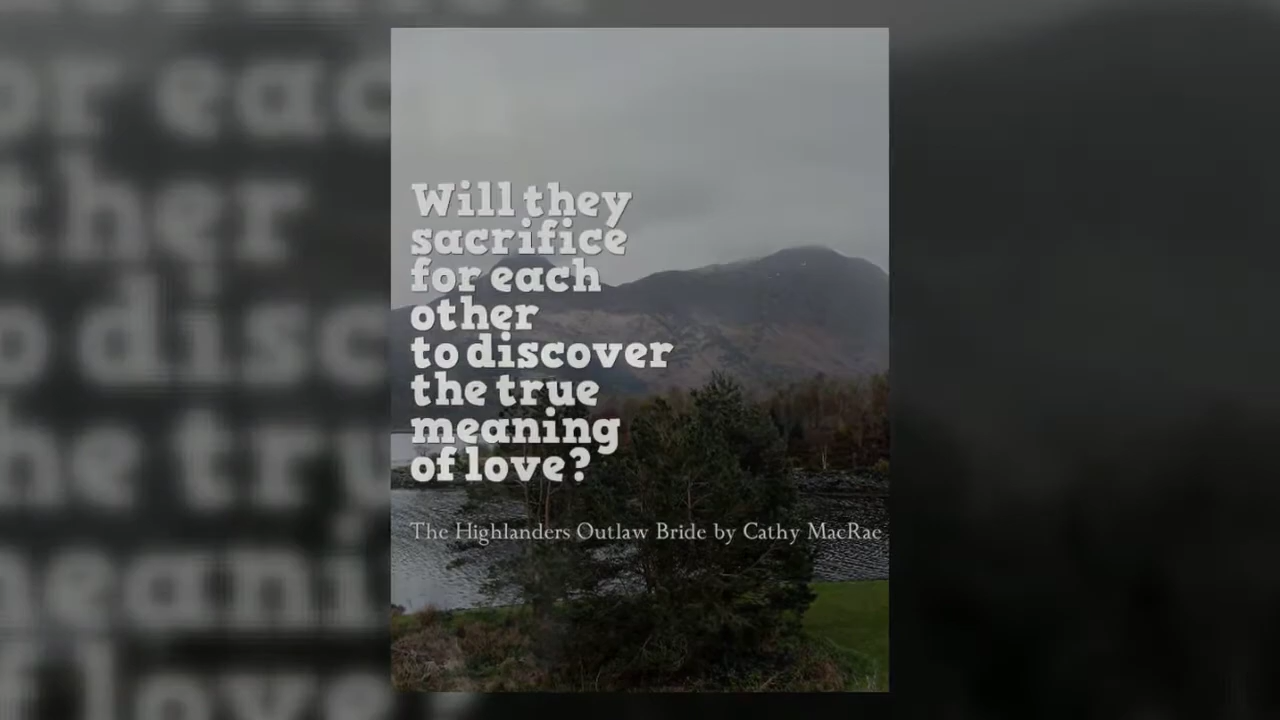 Will they
sacrifice
for each
other
to discover
the true
meaning
of love?
The Highlanders Outlaw Bride by Cathy MacRae